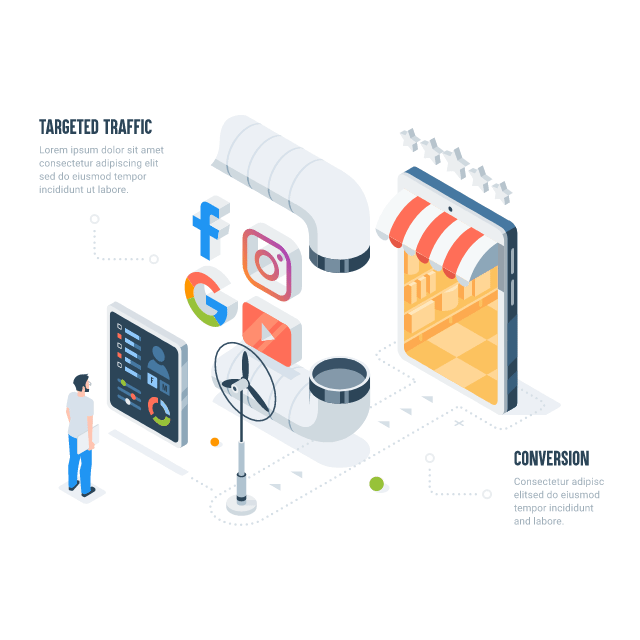 TARGETED TRAFFIC
Lorem ipsum dolor sit amet
consectetur adipiscing elit
sed do eiusmod tempor
incididunt ut labore.
CONVERSION
Consectetur adipisc
elitsed do eiusmod
tempor incididunt
and labore.